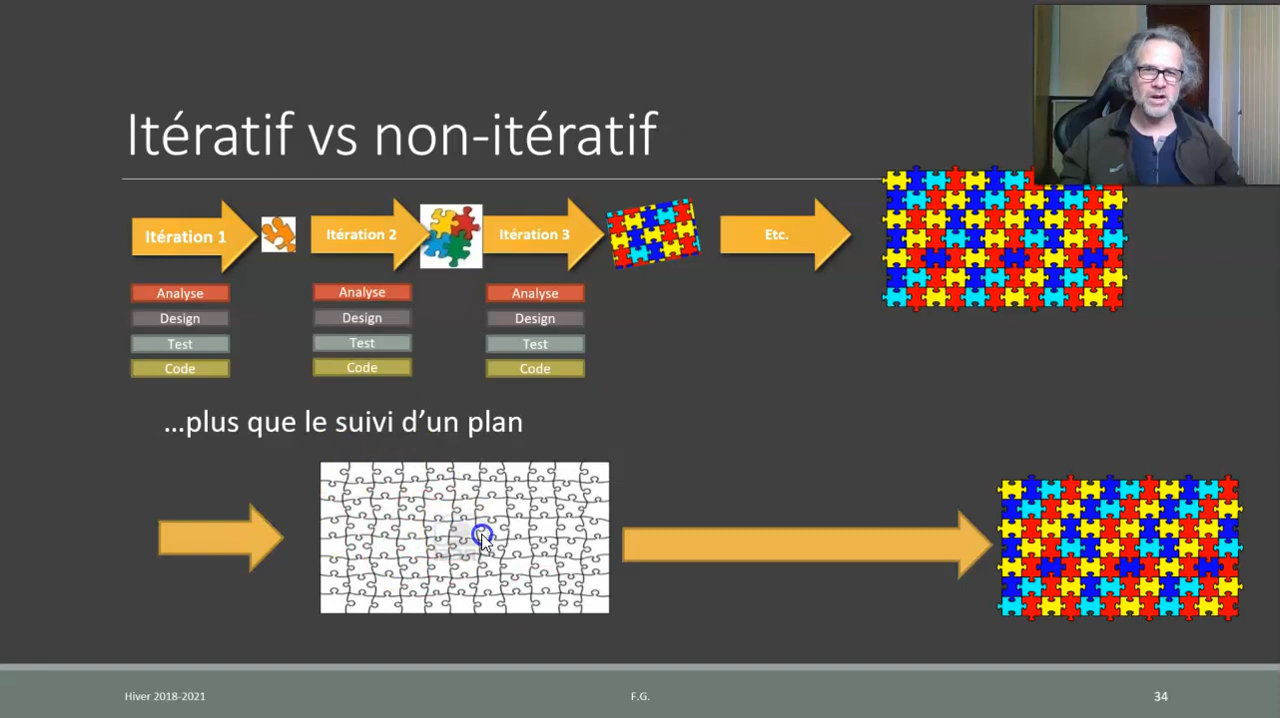 Itératif vs non-itératif
Itération 1
Itération 2
Itération 3
Etc.
Analyse
Analyse
Analyse
Design
Design
Design
Test
Test
Test
Code
Code
Code
...plus que le suivi d'un plan
Hiver 2018-2021
F.G.
34